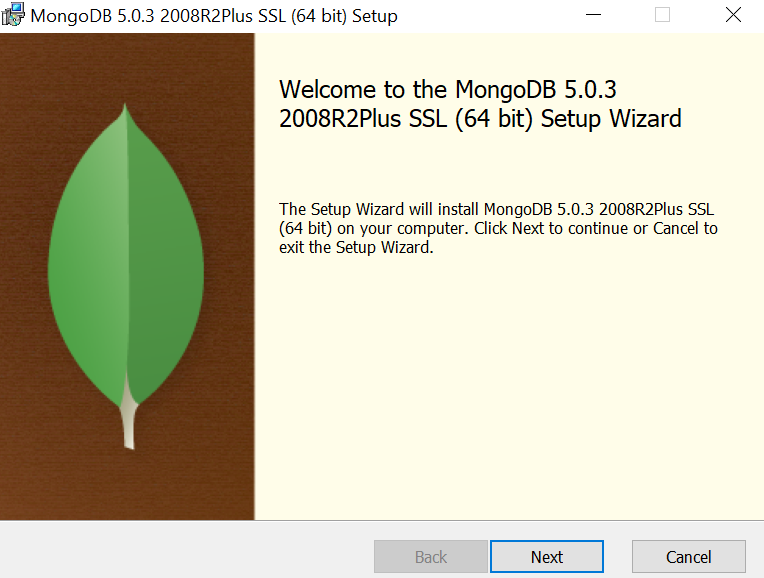 MongoDB 5.0.3 2008R2Plus SSL (64 bit) Setup
Welcome to the MongoDB 5.0.3
2008R2Plus SSL (64 bit) Setup Wizard
The Setup Wizard will install MongoDB 5.0.3 2008R2Plus SSL
(64 bit) on your computer. Click Next to continue or Cancel to
exit the Setup Wizard.
Back
Next
Cancel